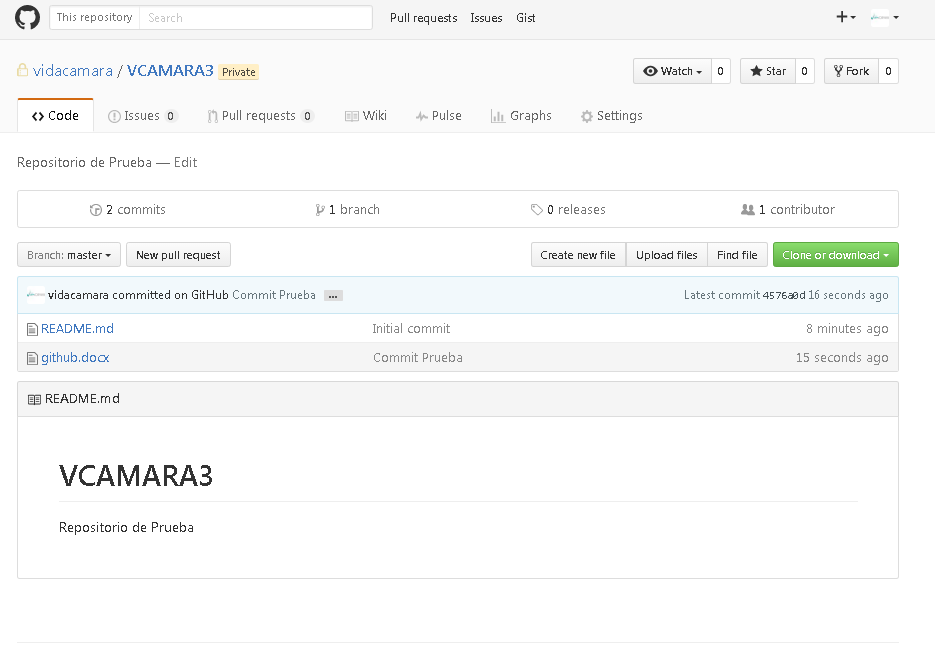 This repository Search Pull requests Issues Gist
vidacamara / VCAMARA3 Private Watch 0 Star 0 Fork 0
Code Issues 0 Pull requests 0 Wiki Pulse Graphs Settings
Repositorio de Prueba — Edit
2 commits 1 branch 0 releases 1 contributor
Branch: master New pull request Create new file Upload files Find file Clone or download
vidacamara committed on GitHub Commit Prueba ... Latest commit 4576a0d 16 seconds ago
README.md Initial commit 8 minutes ago
github.docx Commit Prueba 15 seconds ago
README.md
VCAMARA3
Repositorio de Prueba